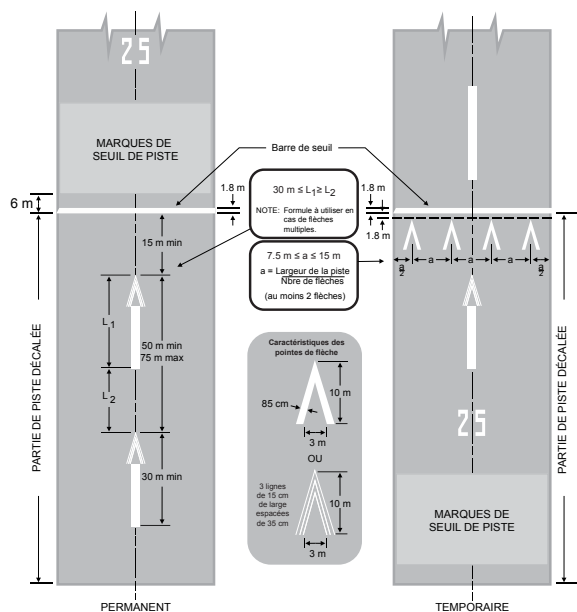 25
MARQUES DE
SEUIL DE PISTE
Barre de seuil
6 m
1.8 m
15 m min
L1
50 m min
75 m max
L2
30 m min
PARTIE DE PISTE DÉCALÉE
PERMANENT
30 m ≤ L1 ≥ L2
NOTE: Formule à utiliser en
cas de flèches
multiples.
7.5 m ≤ a ≤ 15 m
a = Largeur de la piste
Nbre de flèches
(au moins 2 flèches)
Caractéristiques des
pointes de flèche
85 cm
10 m
3 m
OU
3 lignes
de 15 cm
de large
espacées
de 35 cm
10 m
3 m
1.8 m
1.8 m
a/2
a
a
a
a/2
25
MARQUES DE
SEUIL DE PISTE
PARTIE DE PISTE DÉCALÉE
TEMPORAIRE